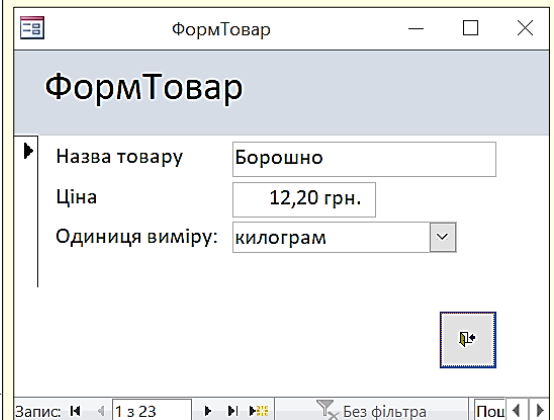 ФормТовар
ФормТовар
Назва товару Борошно
Ціна 12,20 грн.
Одиниця виміру: килограм
Запис: 1 з 23 Без фільтра Пош